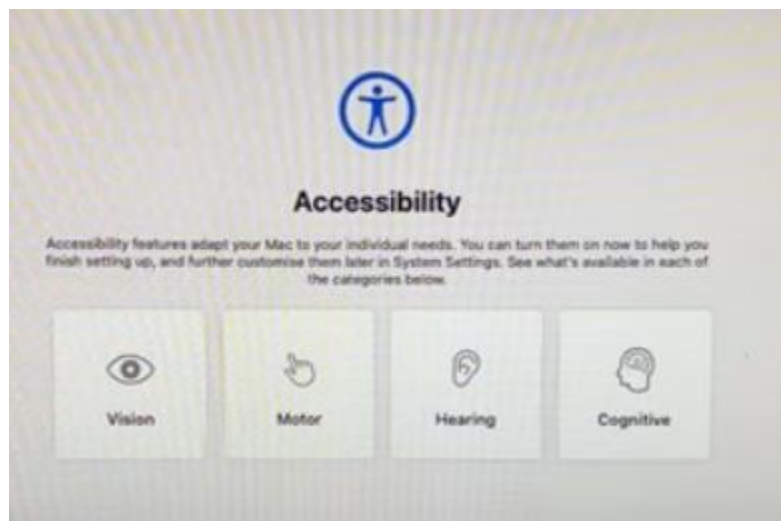 Accessibility
Accessibility features adapt your Mac to your individual needs. You can turn them on now to help you
finish setting up, and further customise them later in System Settings. See what's available in each of
the categories below.
Vision
Motor
Hearing
Cognitive